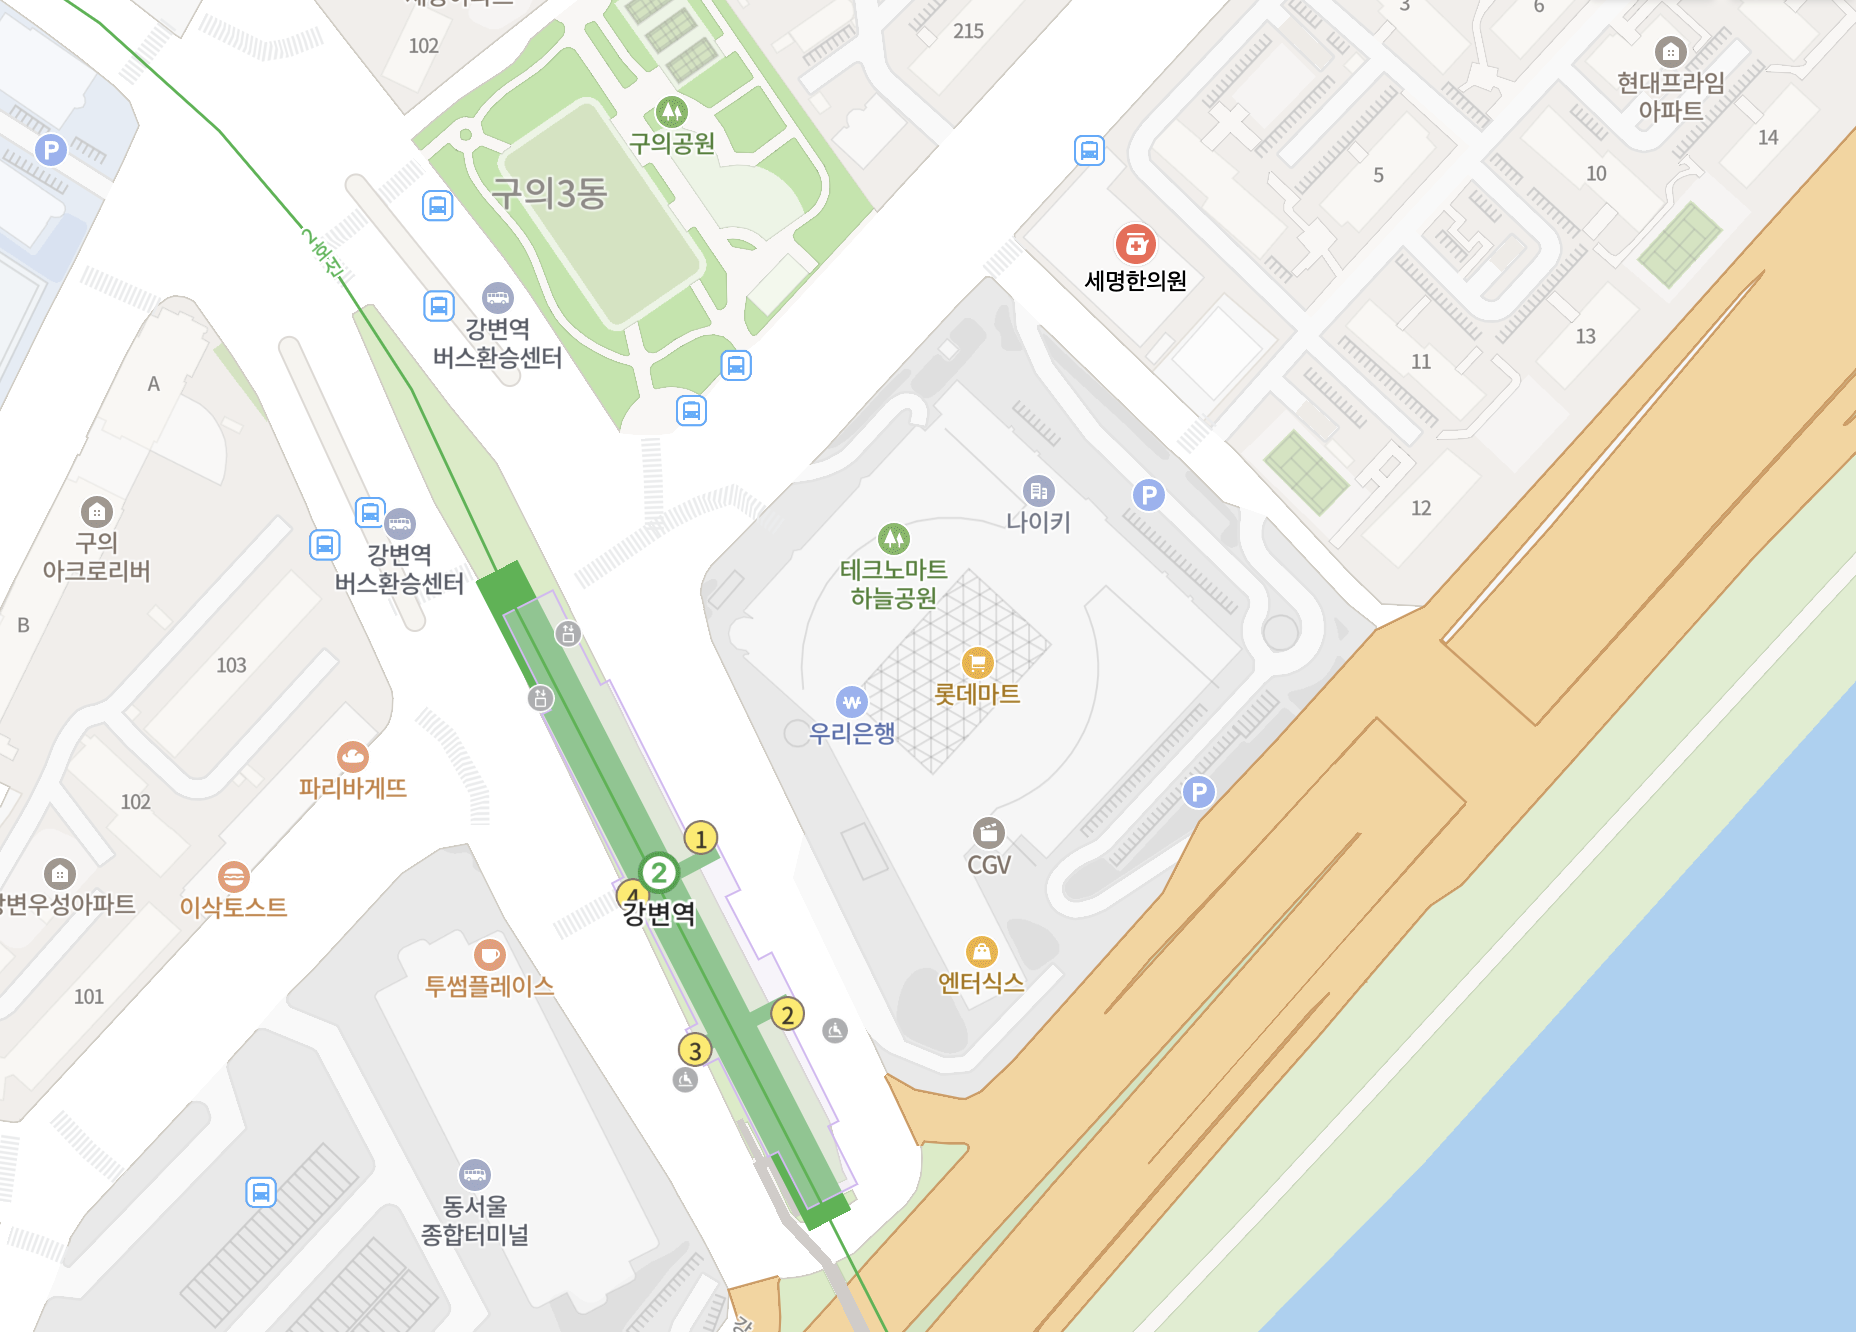 102
215
3
6
현대프라임
아파트
14
구의공원
P
5
10
구의3동
2호선
세명한의원
강변역
버스환승센터
13
11
A
나이키
P
12
구의
아크로리버
강변역
버스환승센터
테크노마트
하늘공원
B
103
롯데마트
우리은행
파리바게뜨
102
P
1
CGV
2
4
강변역
변우성아파트
이삭토스트
투썸플레이스
엔터식스
101
2
3
동서울
종합터미널